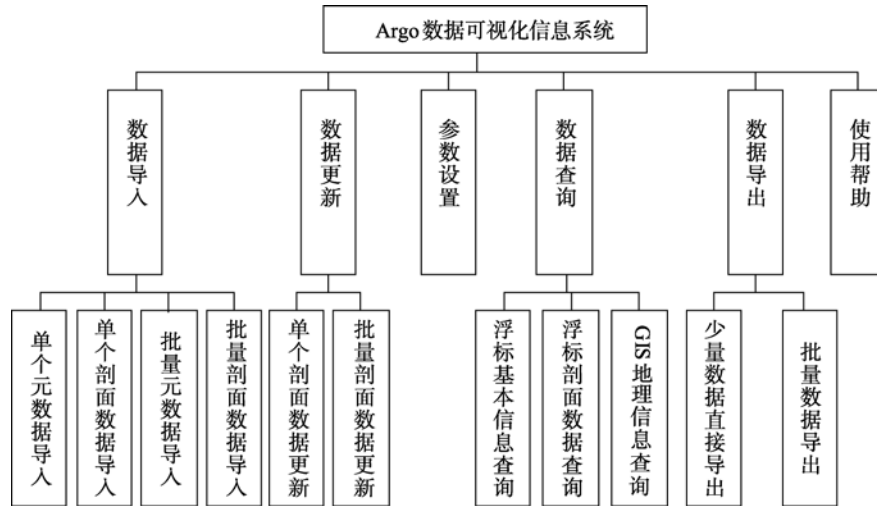 Argo数据可视化信息系统
数据导入
数据更新
参数设置
数据查询
数据导出
使用帮助
单个元数据导入
单个剖面数据导入
批量元数据导入
批量剖面数据导入
单个剖面数据更新
批量剖面数据更新
浮标基本信息查询
浮标剖面数据查询
GIS地理信息查询
少量数据直接导出
批量数据导出